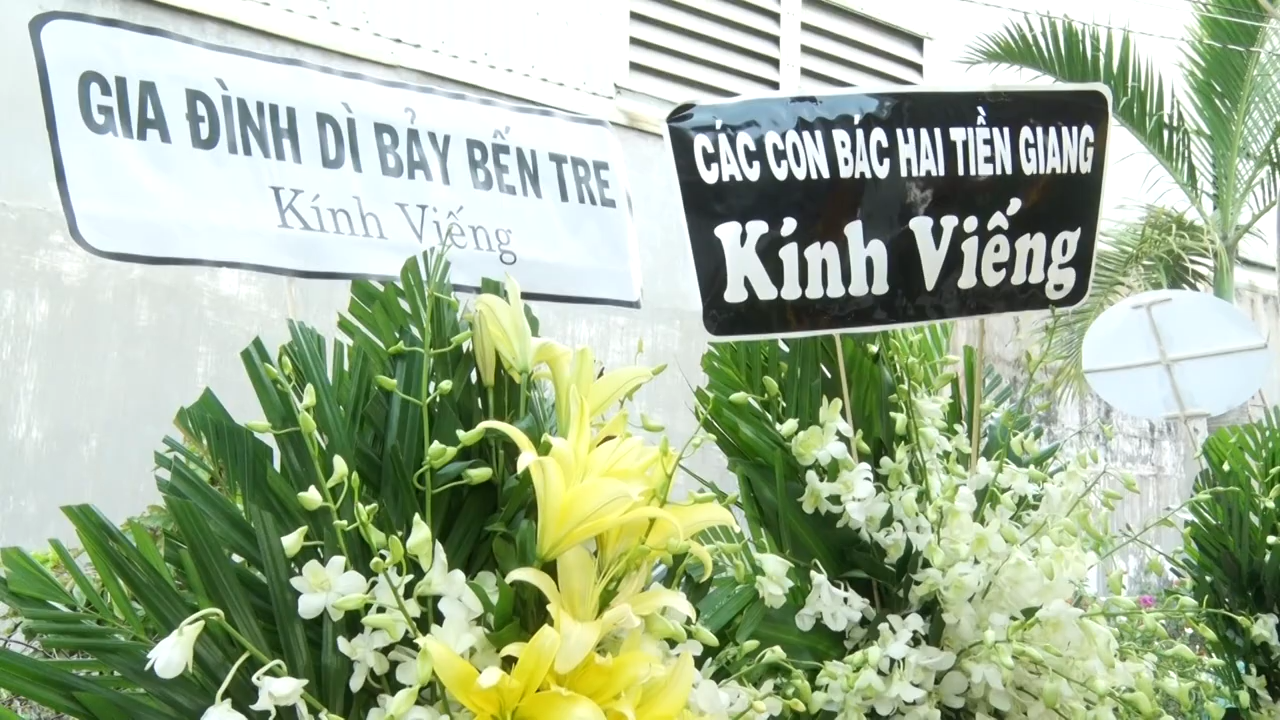 GIA ĐÌNH DÌ BẢY BẾN TRE
Kính Viếng
CÁC CON BÁC HAI TIỀN GIANG
Kính Viếng